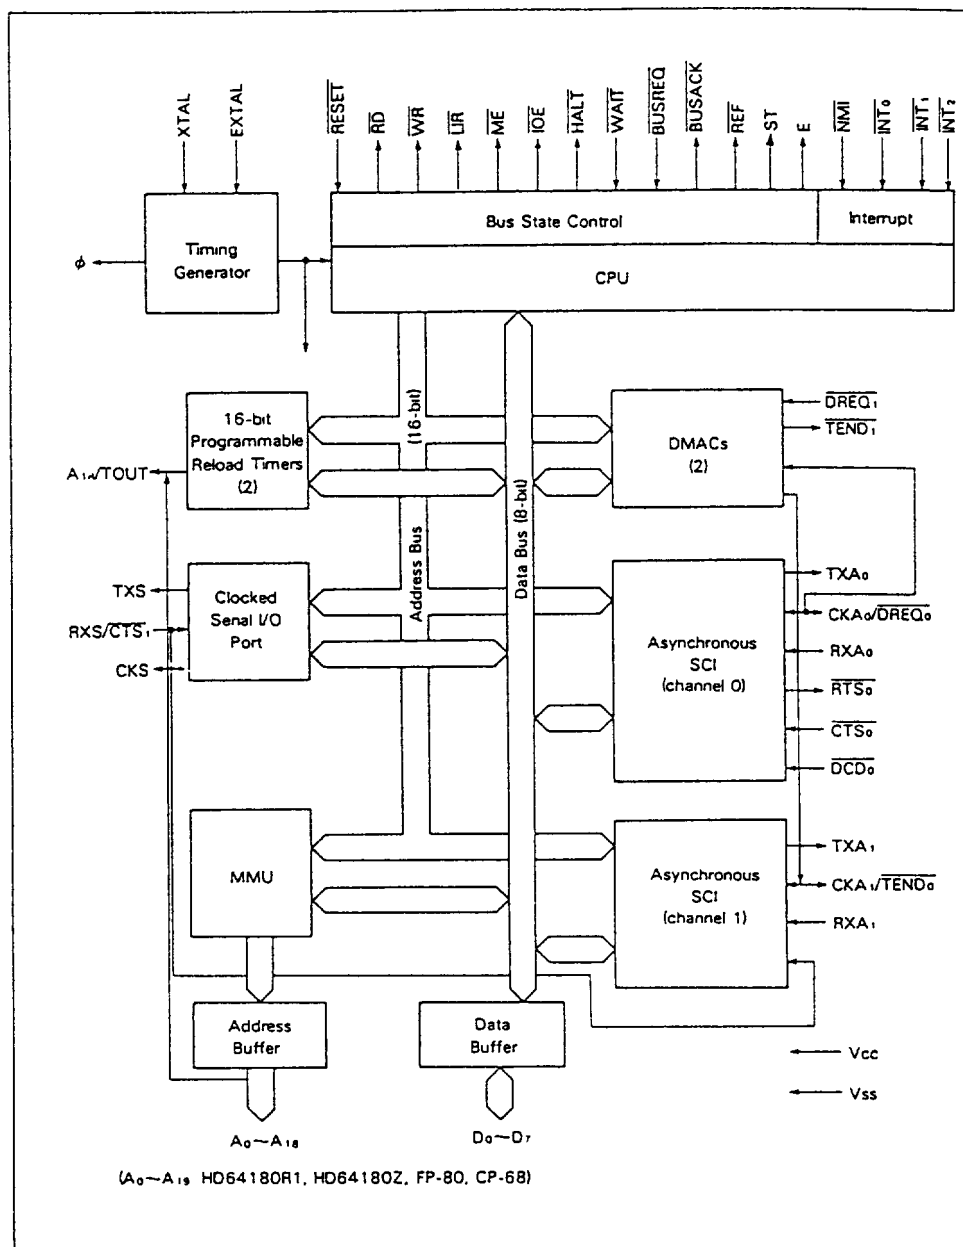 XTAL
EXTAL
RESET
RD
WR
LIR
ME
IOE
HALT
WAIT
BUSREQ
BUSACK
REF
ST
E
NMI
INT₀
INT₁
INT₂
Timing
Generator
Bus State Control
Interrupt
CPU
ϕ
16-bit
Programmable
Reload Timers
(2)
A₁₈/TOUT
(16-bit)
Address Bus
Data Bus (8-bit)
DMACs
(2)
DREQ₁
TEND₁
TXS
RXS/CTS₁
CKS
Clocked
Serial I/O
Port
Asynchronous
SCI
(channel 0)
TXA₀
CKA₀/DREQ₀
RXA₀
RTS₀
CTS₀
DCD₀
MMU
Asynchronous
SCI
(channel 1)
TXA₁
CKA₁/TEND₀
RXA₁
Address
Buffer
Data
Buffer
Vcc
Vss
A₀~A₁₈
D₀~D₇
(A₀~A₁₉ HD64180R1, HD64180Z, FP-80, CP-68)